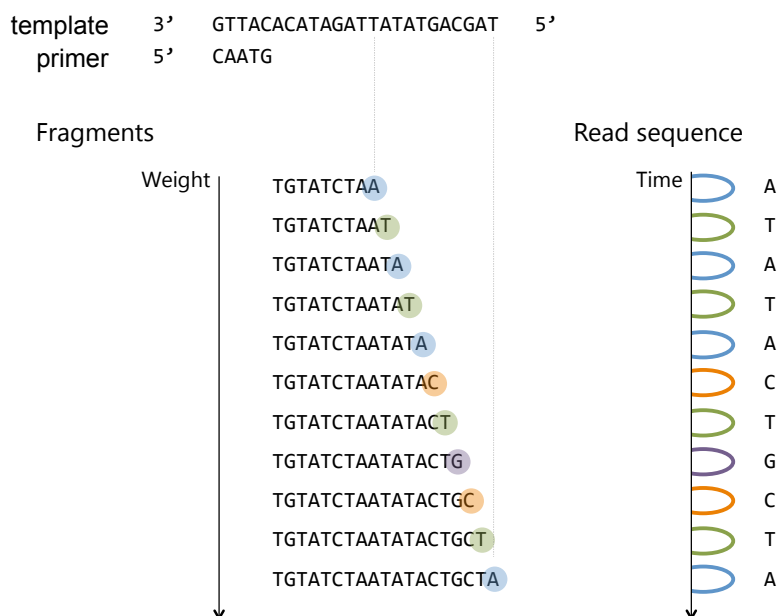 template 3’ GTTACACATAGATTATATGACGAT 5’
primer 5’ CAATG
Fragments Read sequence
Weight Time
TGTATCTAA A
TGTATCTAAT T
TGTATCTAATA A
TGTATCTAATAT T
TGTATCTAATATA A
TGTATCTAATATAC C
TGTATCTAATATACT T
TGTATCTAATATACTG G
TGTATCTAATATACTGC C
TGTATCTAATATACTGCT T
TGTATCTAATATACTGCTA A